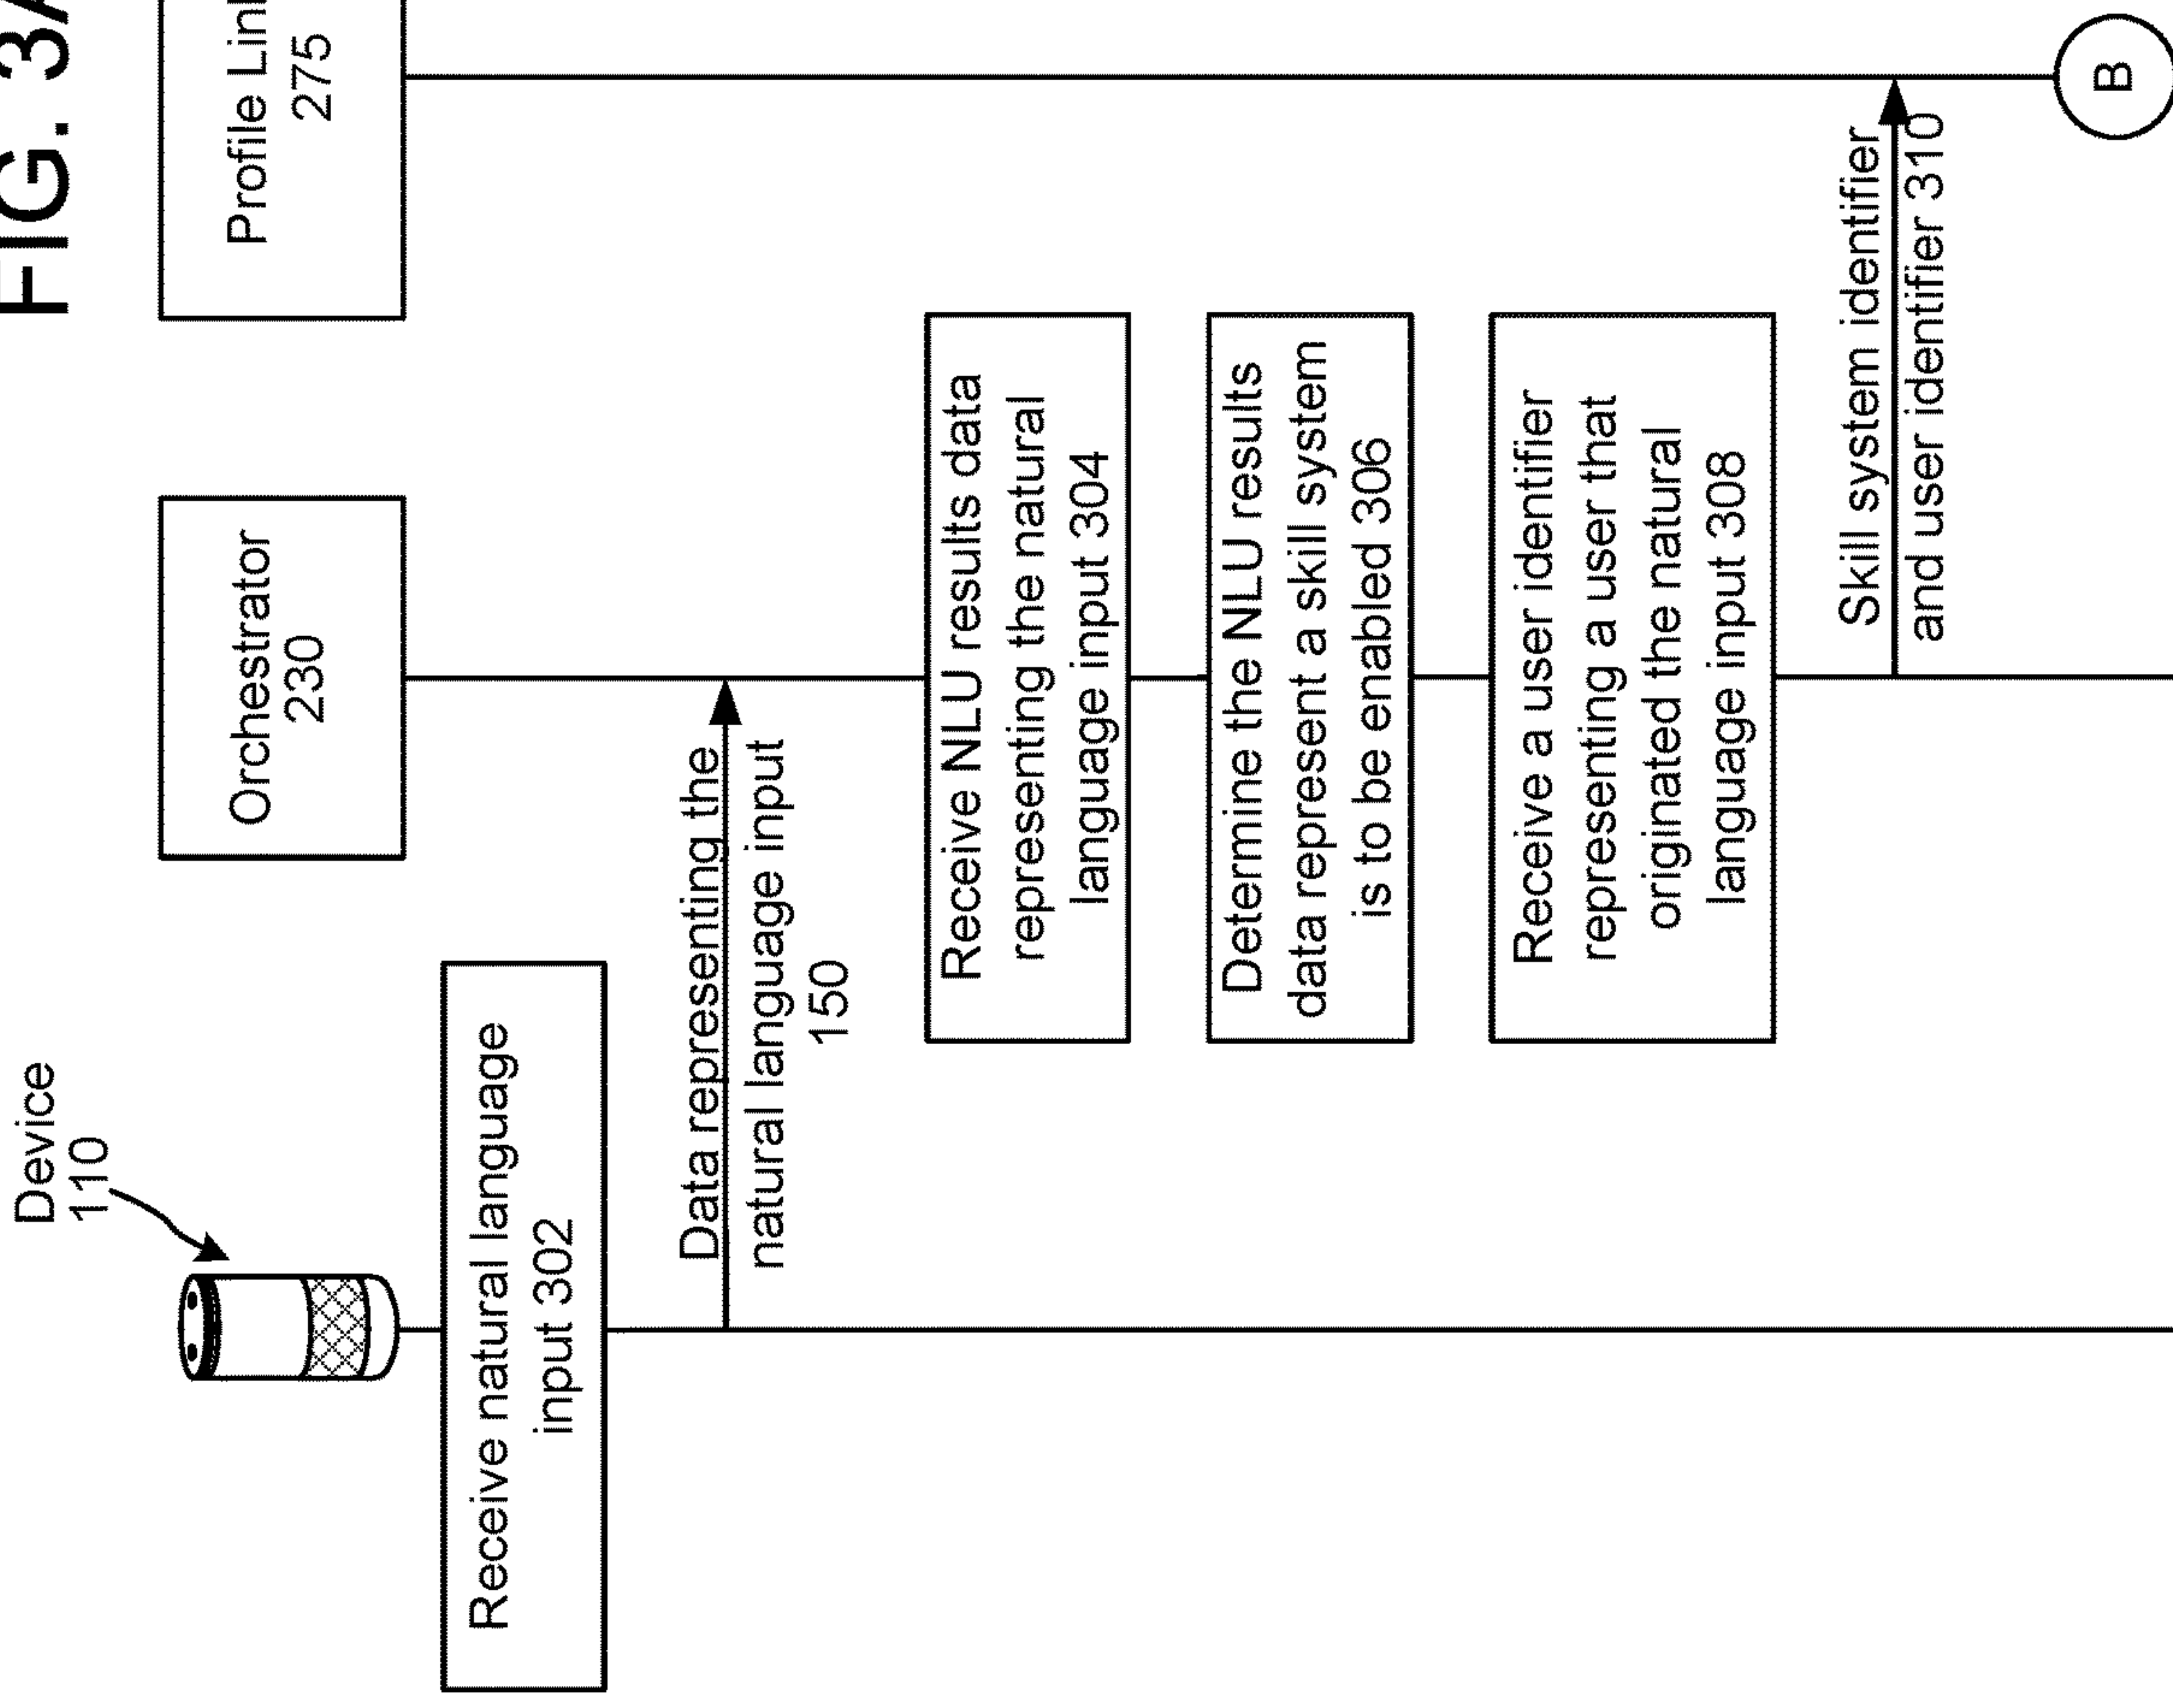 FIG. 3A
Device
110
Orchestrator
230
Profile Lin
275
Receive natural language
input 302
Data representing the
natural language input
150
Receive NLU results data
representing the natural
language input 304
Determine the NLU results
data represent a skill system
is to be enabled 306
Receive a user identifier
representing a user that
originated the natural
language input 308
Skill system identifier
and user identifier 310
B